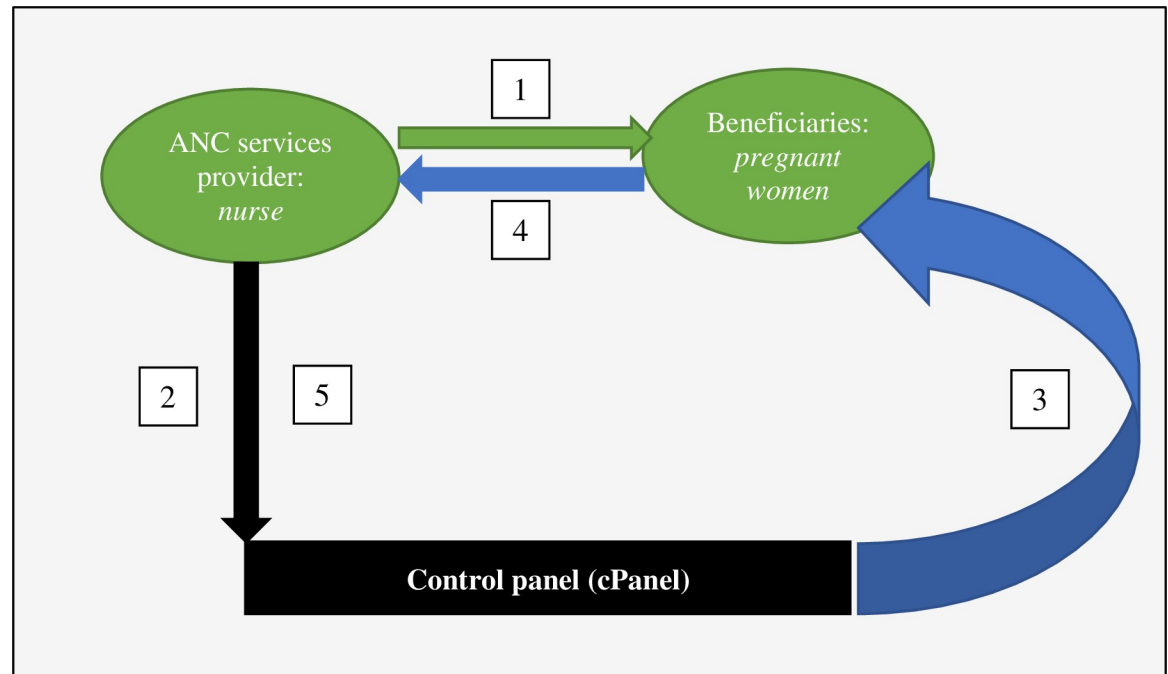 1
ANC services
provider:
nurse
Beneficiaries:
pregnant
women
4
2
5
3
Control panel (cPanel)